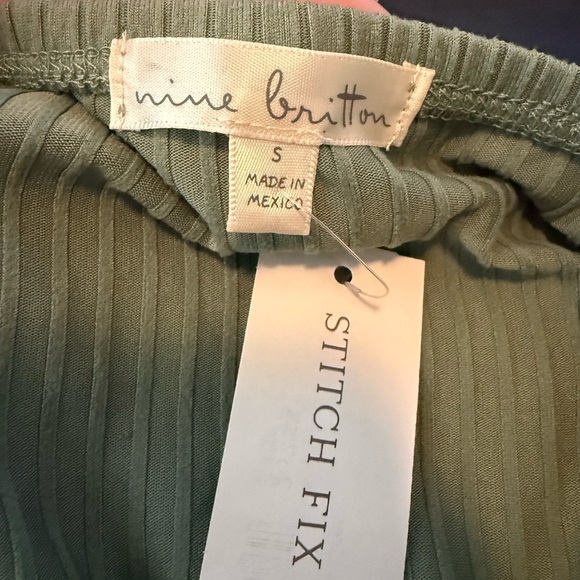 nine britton
S
MADE IN
MEXICO
STITCH FIX